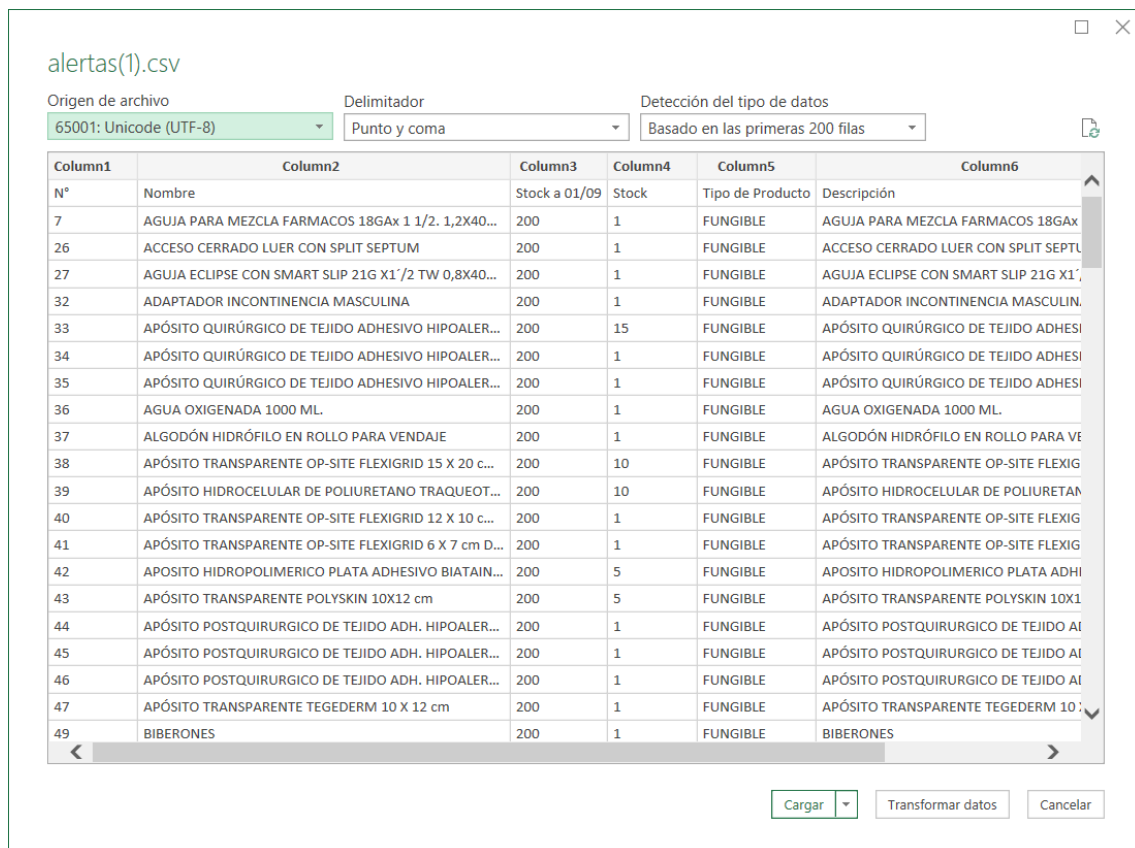 alertas(1).csv
Origen de archivo Delimitador Detección del tipo de datos
65001: Unicode (UTF-8) Punto y coma Basado en las primeras 200 filas
Column1 Column2 Column3 Column4 Column5 Column6
N° Nombre Stock a 01/09 Stock Tipo de Producto Descripción
7 AGUJA PARA MEZCLA FARMACOS 18GAx 1 1/2. 1,2X40... 200 1 FUNGIBLE AGUJA PARA MEZCLA FARMACOS 18GAx
26 ACCESO CERRADO LUER CON SPLIT SEPTUM 200 1 FUNGIBLE ACCESO CERRADO LUER CON SPLIT SEPTU
27 AGUJA ECLIPSE CON SMART SLIP 21G X1´/2 TW 0,8X40... 200 1 FUNGIBLE AGUJA ECLIPSE CON SMART SLIP 21G X1´/
32 ADAPTADOR INCONTINENCIA MASCULINA 200 1 FUNGIBLE ADAPTADOR INCONTINENCIA MASCULIN
33 APÓSITO QUIRÚRGICO DE TEJIDO ADHESIVO HIPOALER... 200 15 FUNGIBLE APÓSITO QUIRÚRGICO DE TEJIDO ADHESI
34 APÓSITO QUIRÚRGICO DE TEJIDO ADHESIVO HIPOALER... 200 1 FUNGIBLE APÓSITO QUIRÚRGICO DE TEJIDO ADHESI
35 APÓSITO QUIRÚRGICO DE TEJIDO ADHESIVO HIPOALER... 200 1 FUNGIBLE APÓSITO QUIRÚRGICO DE TEJIDO ADHESI
36 AGUA OXIGENADA 1000 ML. 200 1 FUNGIBLE AGUA OXIGENADA 1000 ML.
37 ALGODÓN HIDRÓFILO EN ROLLO PARA VENDAJE 200 1 FUNGIBLE ALGODÓN HIDRÓFILO EN ROLLO PARA VE
38 APÓSITO TRANSPARENTE OP-SITE FLEXIGRID 15 X 20 c... 200 10 FUNGIBLE APÓSITO TRANSPARENTE OP-SITE FLEXIG
39 APÓSITO HIDROCELULAR DE POLIURETANO TRAQUEOT... 200 10 FUNGIBLE APÓSITO HIDROCELULAR DE POLIURETAN
40 APÓSITO TRANSPARENTE OP-SITE FLEXIGRID 12 X 10 c... 200 1 FUNGIBLE APÓSITO TRANSPARENTE OP-SITE FLEXIG
41 APÓSITO TRANSPARENTE OP-SITE FLEXIGRID 6 X 7 cm D... 200 1 FUNGIBLE APÓSITO TRANSPARENTE OP-SITE FLEXIG
42 APOSITO HIDROPOLIMERICO PLATA ADHESIVO BIATAIN... 200 5 FUNGIBLE APOSITO HIDROPOLIMERICO PLATA ADHI
43 APÓSITO TRANSPARENTE POLYSKIN 10X12 cm 200 5 FUNGIBLE APÓSITO TRANSPARENTE POLYSKIN 10X1
44 APÓSITO POSTQUIRURGICO DE TEJIDO ADH. HIPOALER... 200 1 FUNGIBLE APÓSITO POSTQUIRURGICO DE TEJIDO AI
45 APÓSITO POSTQUIRURGICO DE TEJIDO ADH. HIPOALER... 200 1 FUNGIBLE APÓSITO POSTQUIRURGICO DE TEJIDO AI
46 APÓSITO POSTQUIRURGICO DE TEJIDO ADH. HIPOALER... 200 1 FUNGIBLE APÓSITO POSTQUIRURGICO DE TEJIDO AI
47 APÓSITO TRANSPARENTE TEGEDERM 10 X 12 cm 200 1 FUNGIBLE APÓSITO TRANSPARENTE TEGEDERM 10
49 BIBERONES 200 1 FUNGIBLE BIBERONES
Cargar Transformar datos Cancelar